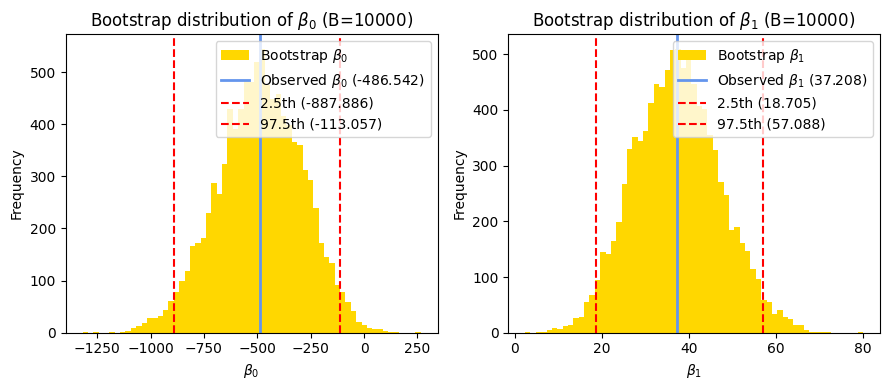 Bootstrap distribution of β₀ (B=10000)
Bootstrap β₀
Observed β₀ (-486.542)
2.5th (-887.886)
97.5th (-113.057)
Frequency
500
400
300
200
100
0
−1250
−1000
−750
−500
−250
0
250
β₀
Bootstrap distribution of β₁ (B=10000)
Bootstrap β₁
Observed β₁ (37.208)
2.5th (18.705)
97.5th (57.088)
Frequency
500
400
300
200
100
0
0
20
40
60
80
β₁